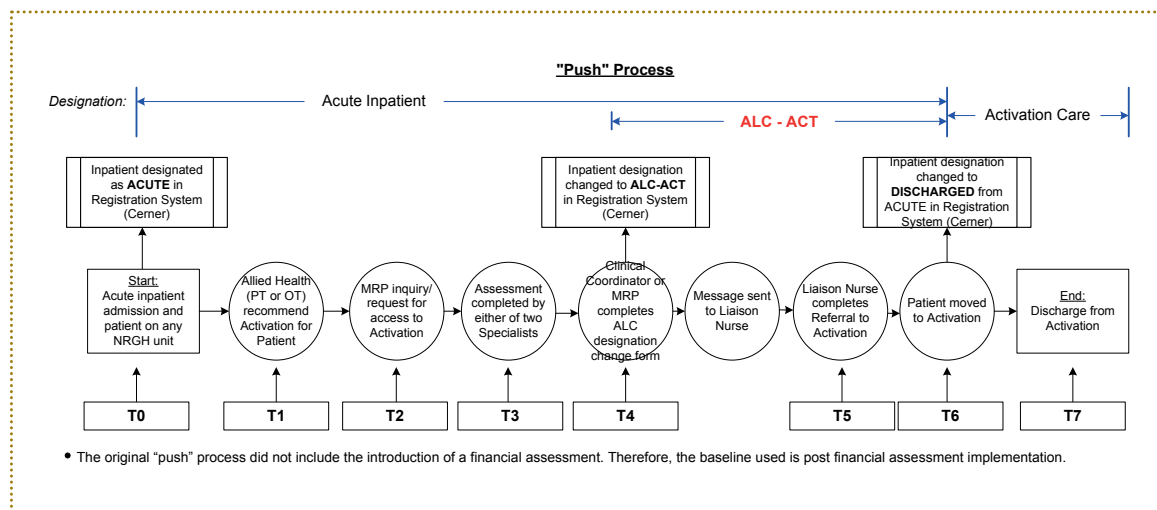 "Push" Process
Designation:
Acute Inpatient
ALC - ACT
Activation Care
Inpatient designated
as ACUTE in
Registration System
(Cerner)
Inpatient designation
changed to ALC-ACT
in Registration System
(Cerner)
Inpatient designation
changed to
DISCHARGED from
ACUTE in Registration
System (Cerner)
Start:
Acute inpatient
admission and
patient on any
NRGH unit
Allied Health
(PT or OT)
recommend
Activation for
Patient
MRP inquiry/
request for
access to
Activation
Assessment
completed by
either of two
Specialists
Clinical
Coordinator or
MRP
completes
ALC
designation
change form
Message sent
to Liaison
Nurse
Liaison Nurse
completes
Referral to
Activation
Patient moved
to Activation
End:
Discharge from
Activation
T0
T1
T2
T3
T4
T5
T6
T7
• The original “push” process did not include the introduction of a financial assessment. Therefore, the baseline used is post financial assessment implementation.